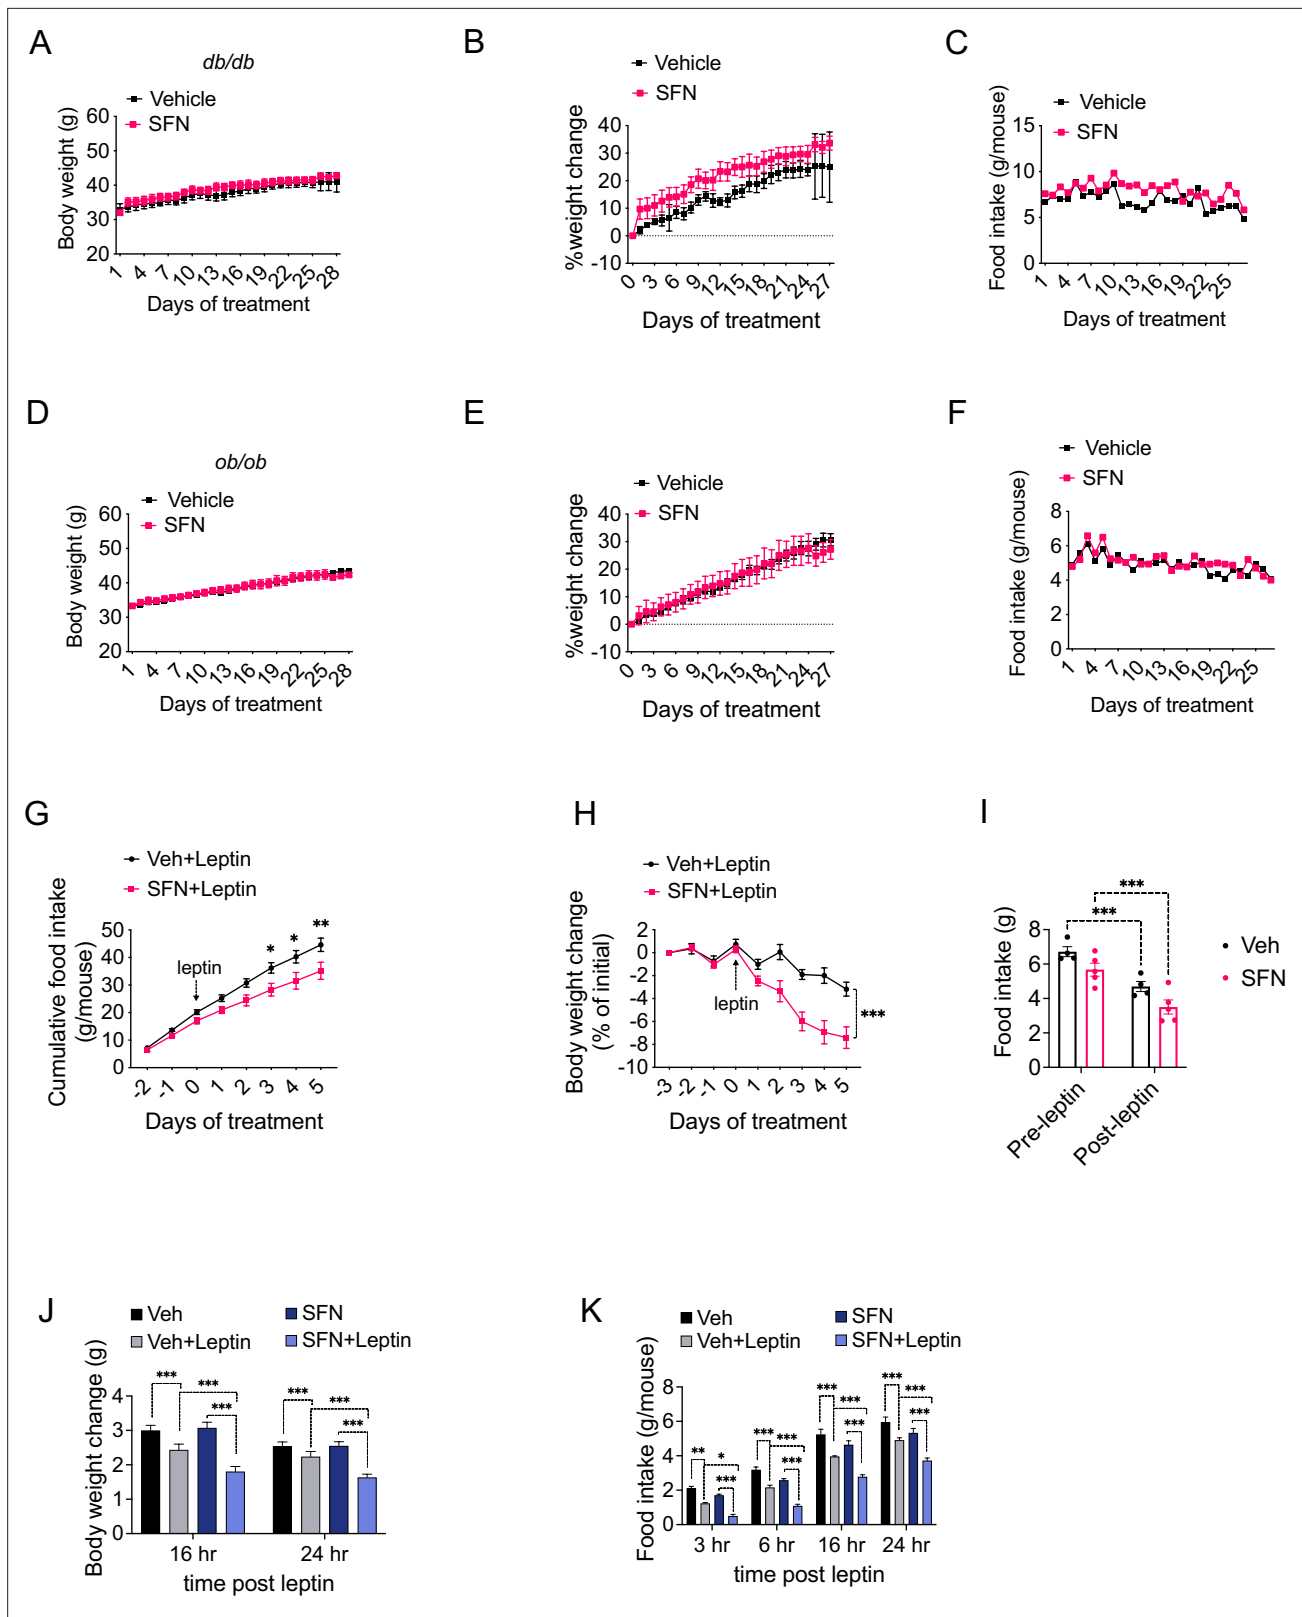 A
db/db
Vehicle
SFN
Body weight (g)
60
50
40
30
20
1 4 7 10 13 16 19 22 25 28
Days of treatment
B
Vehicle
SFN
%weight change
40
30
20
10
0
-10
0 3 6 9 12 15 18 21 24 27
Days of treatment
C
Vehicle
SFN
Food intake (g/mouse)
15
10
5
0
1 4 7 10 13 16 19 22 25
Days of treatment
D
ob/ob
Vehicle
SFN
Body weight (g)
60
50
40
30
20
1 4 7 10 13 16 19 22 25 28
Days of treatment
E
Vehicle
SFN
%weight change
40
30
20
10
0
-10
0 3 6 9 12 15 18 21 24 27
Days of treatment
F
Vehicle
SFN
Food intake (g/mouse)
8
6
4
2
0
1 4 7 10 13 16 19 22 25
Days of treatment
G
Veh+Leptin
SFN+Leptin
Cumulative food intake
(g/mouse)
50
40
30
20
10
0
leptin
* * **
-2 -1 0 1 2 3 4 5
Days of treatment
H
Veh+Leptin
SFN+Leptin
Body weight change
(% of initial)
2
0
-2
-4
-6
-8
-10
leptin
***
-3 -2 -1 0 1 2 3 4 5
Days of treatment
I
Food intake (g)
8
6
4
2
0
***
***
Veh
SFN
Pre-leptin
Post-leptin
J
Veh
SFN
Veh+Leptin
SFN+Leptin
Body weight change (g)
4
3
2
1
0
*** *** ***
*** *** ***
16 hr 24 hr
time post leptin
K
Veh
SFN
Veh+Leptin
SFN+Leptin
Food intake (g/mouse)
8
6
4
2
0
** * ***
*** *** ***
*** *** ***
*** *** ***
3 hr 6 hr 16 hr 24 hr
time post leptin